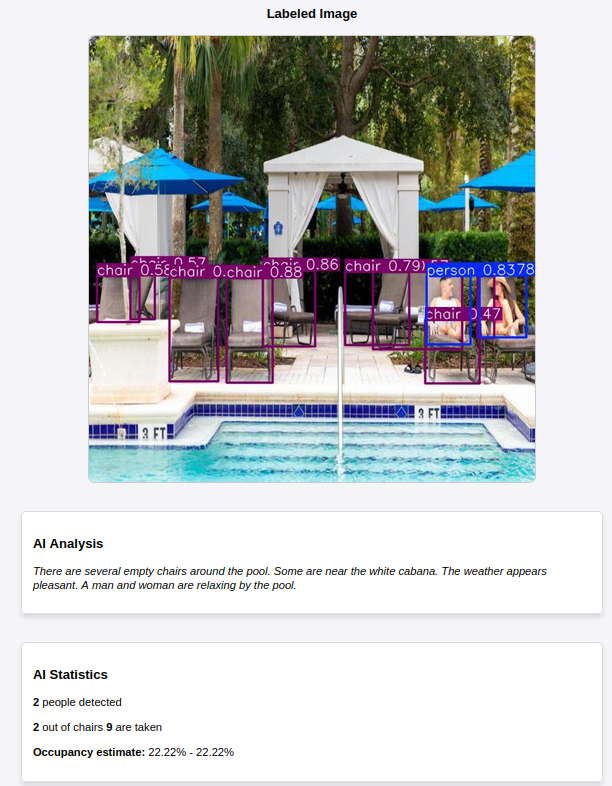 Labeled Image
chair 0.57
chair 0.58
chair 0.
chair 0.88
chair 0.86
chair 0.79
person 0.8378
chair 0.47
3 FT
3 FT
AI Analysis
There are several empty chairs around the pool. Some are near the white cabana. The weather appears
pleasant. A man and woman are relaxing by the pool.
AI Statistics
2 people detected
2 out of chairs 9 are taken
Occupancy estimate: 22.22% - 22.22%